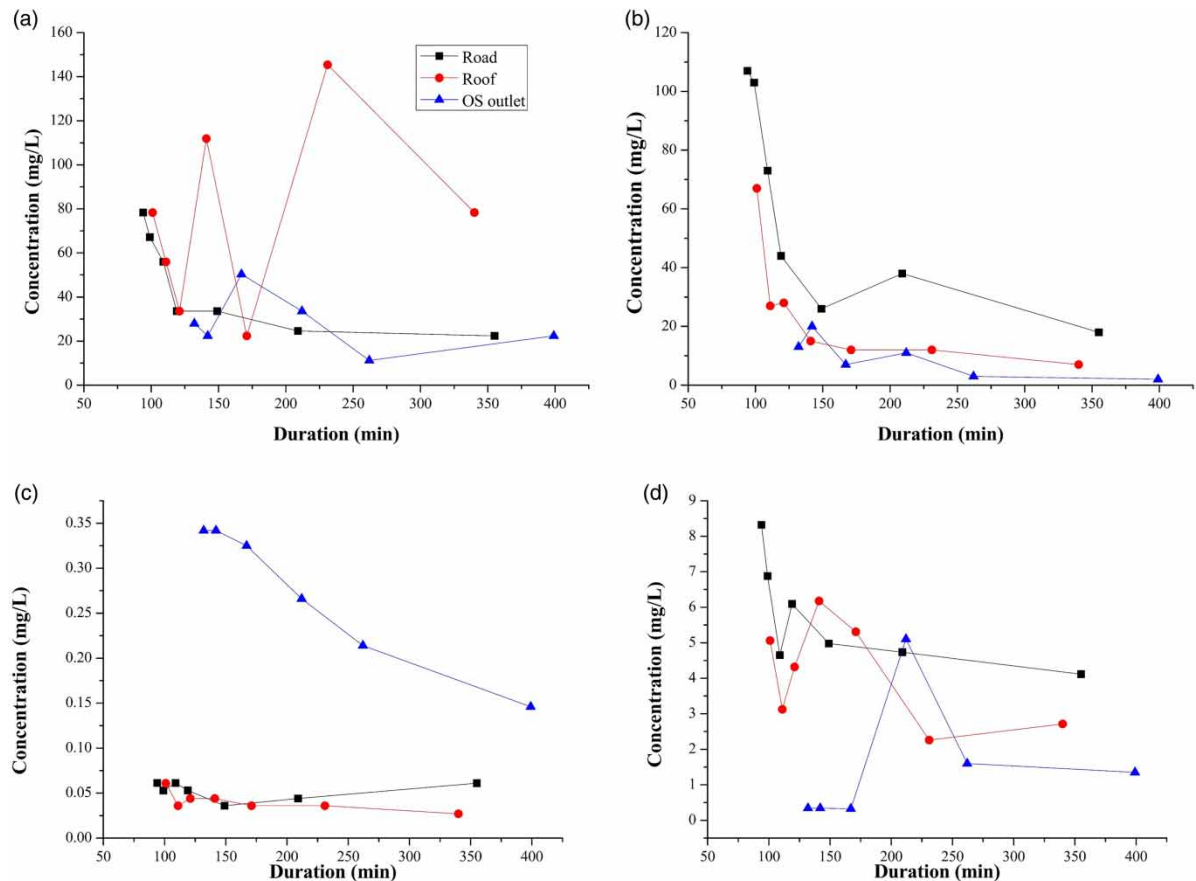 (a)
160
140
120
100
80
60
40
20
0
Concentration (mg/L)
50 100 150 200 250 300 350 400
Duration (min)
Road
Roof
OS outlet
(b)
120
100
80
60
40
20
0
Concentration (mg/L)
50 100 150 200 250 300 350 400
Duration (min)
(c)
0.35
0.30
0.25
0.20
0.15
0.10
0.05
0.00
Concentration (mg/L)
50 100 150 200 250 300 350 400
Duration (min)
(d)
9
8
7
6
5
4
3
2
1
0
Concentration (mg/L)
50 100 150 200 250 300 350 400
Duration (min)